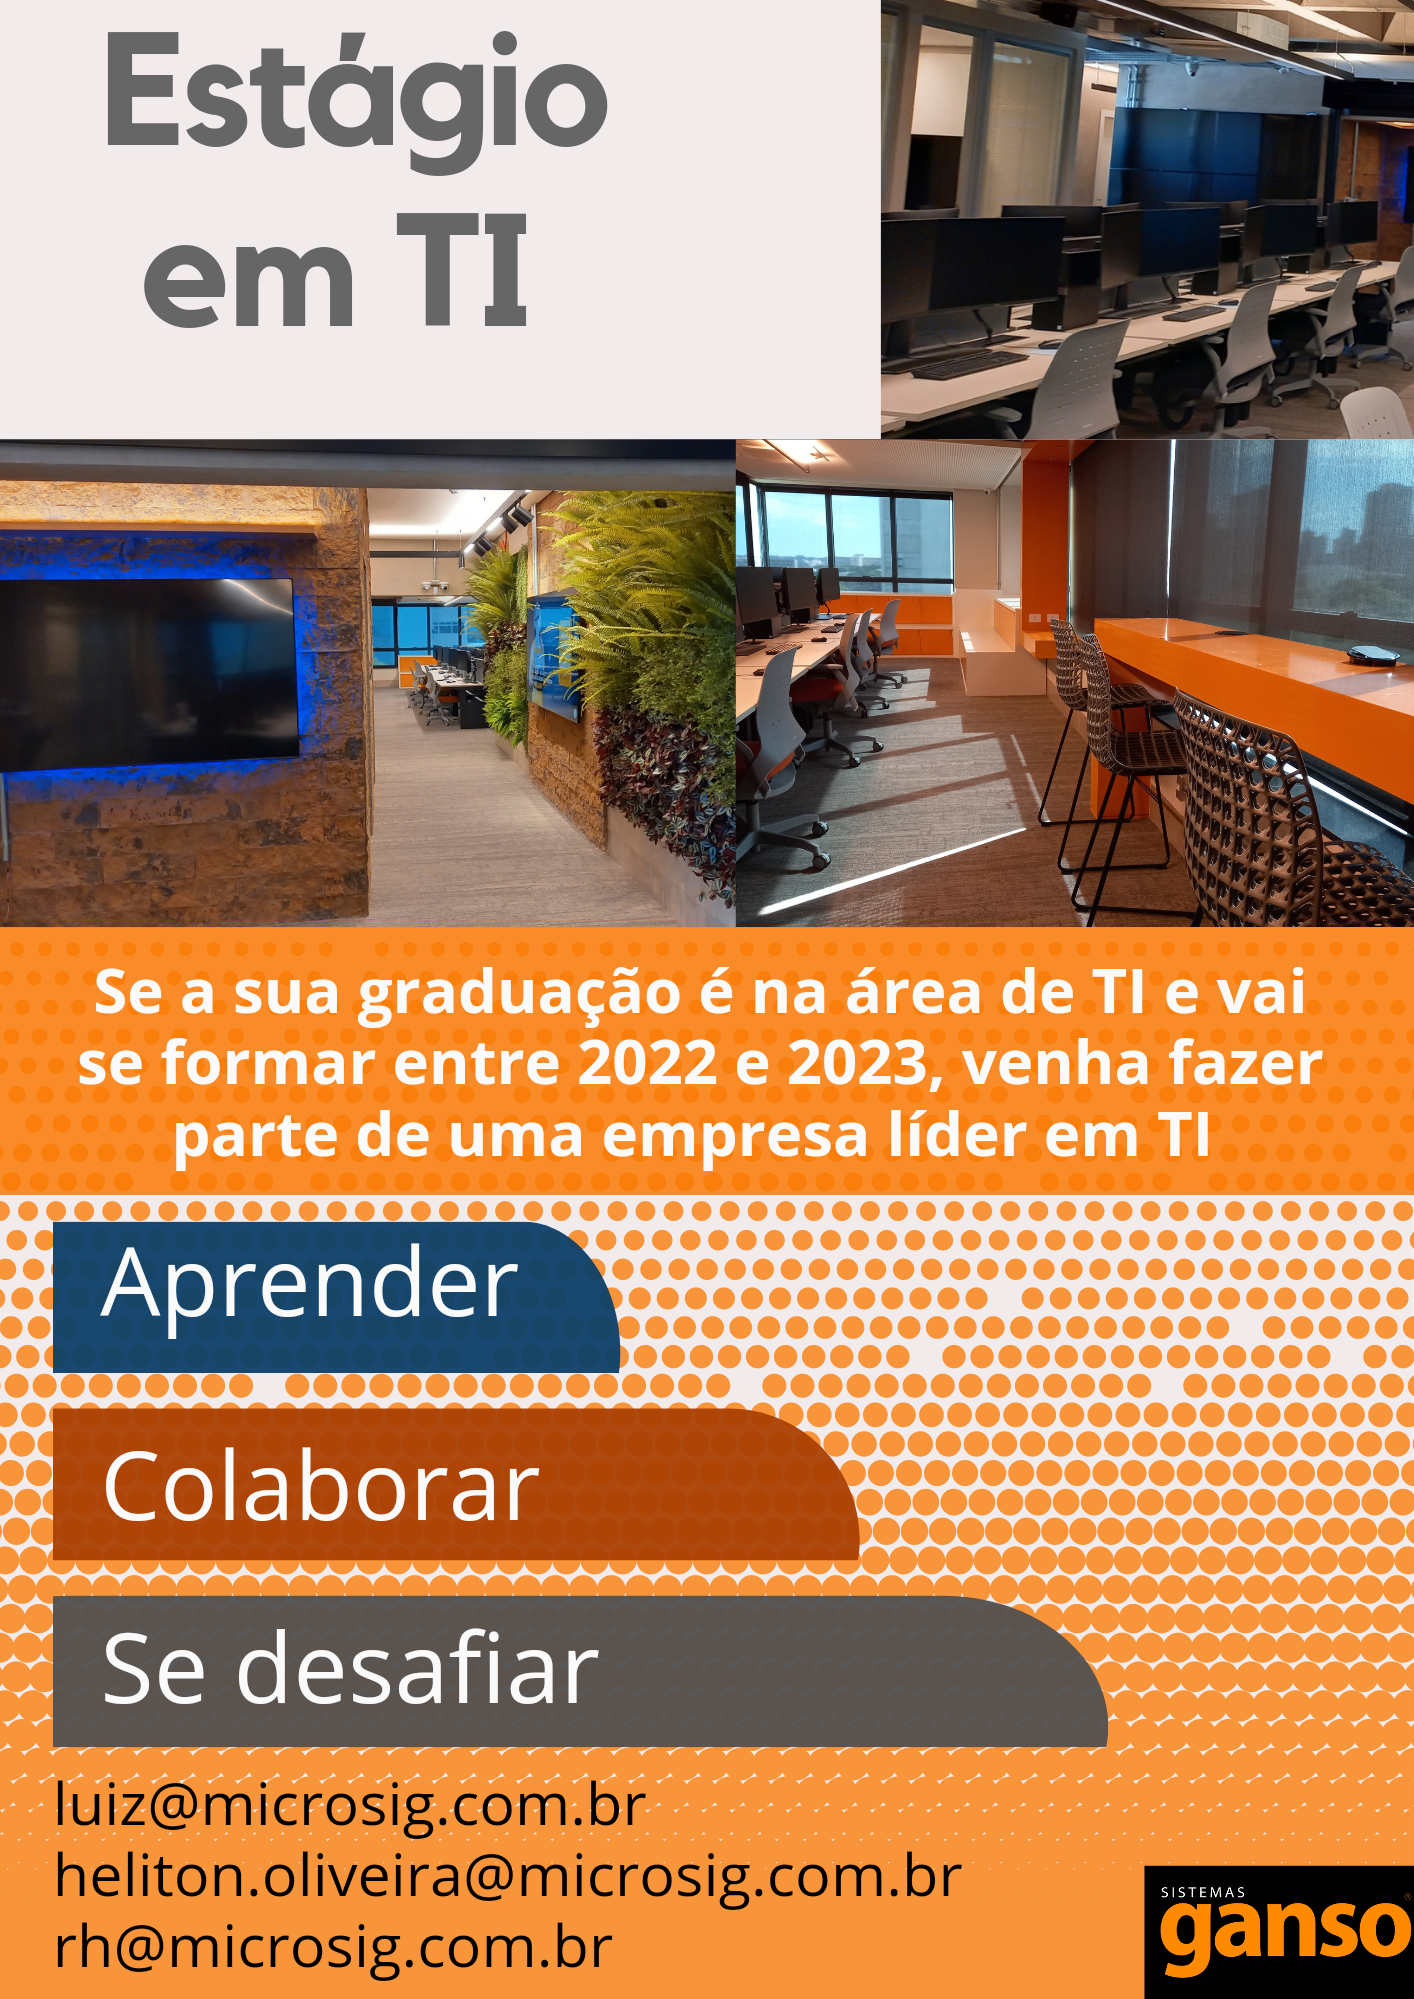 Estágio
em TI
Se a sua graduação é na área de TI e vai
se formar entre 2022 e 2023, venha fazer
parte de uma empresa líder em TI
Aprender
Colaborar
Se desafiar
luiz@microsig.com.br
heliton.oliveira@microsig.com.br
rh@microsig.com.br
SISTEMAS
ganso®